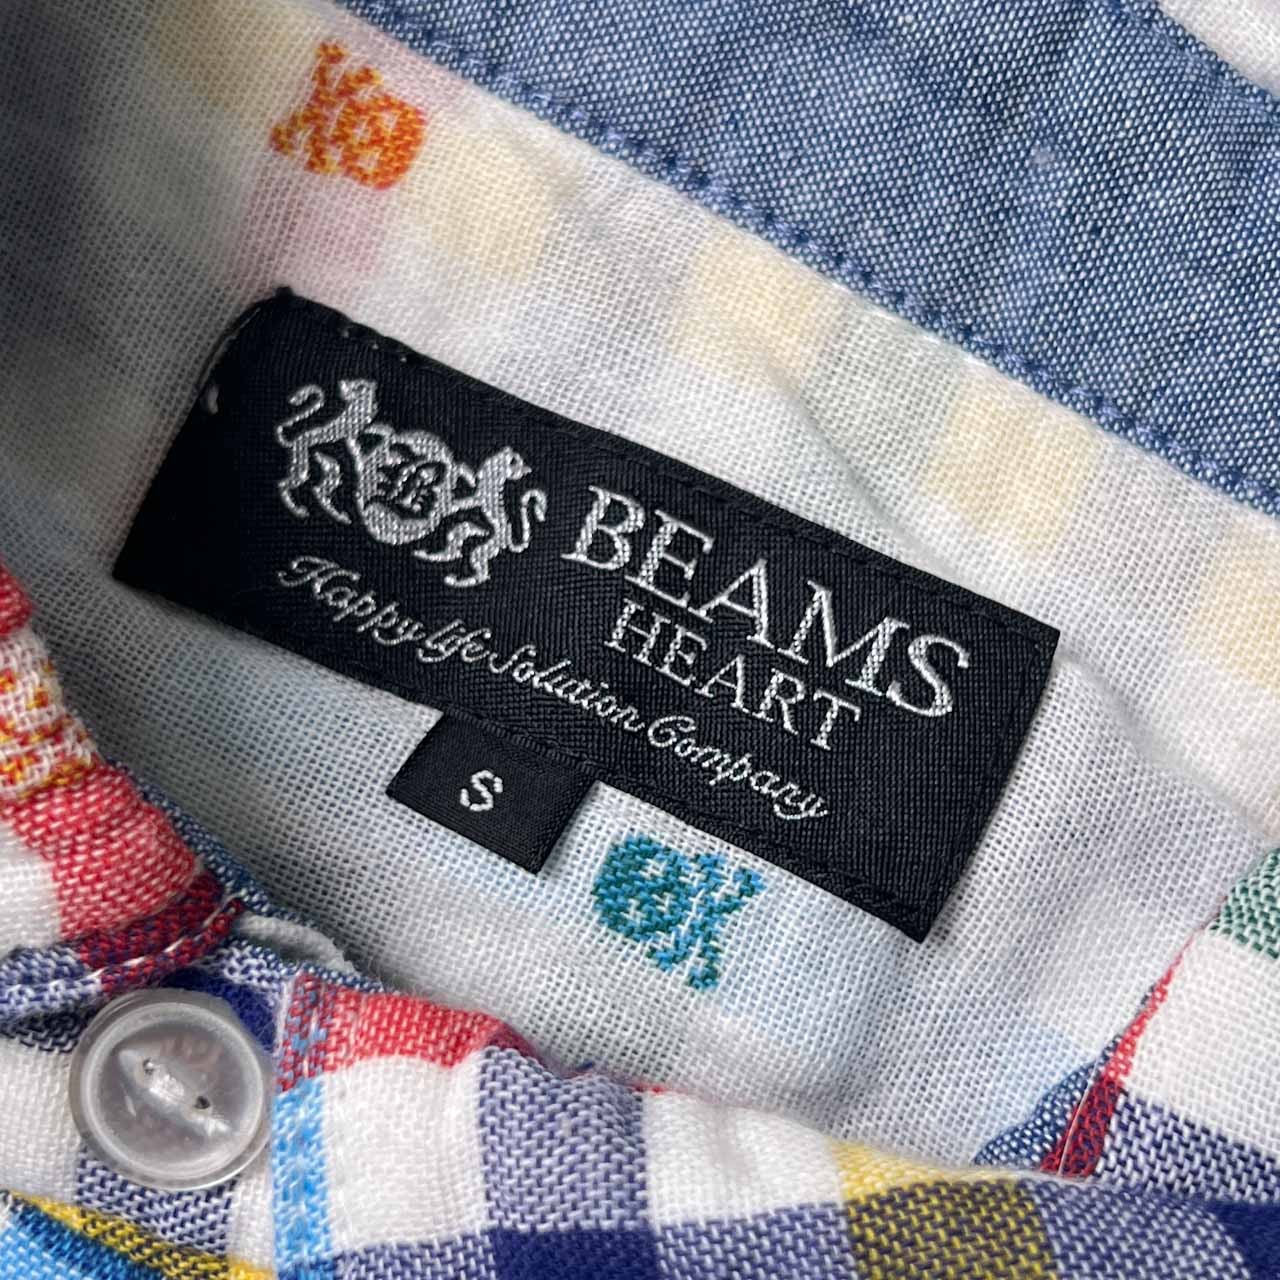 B
BEAMS
HEART
Happy life Solution Company
S